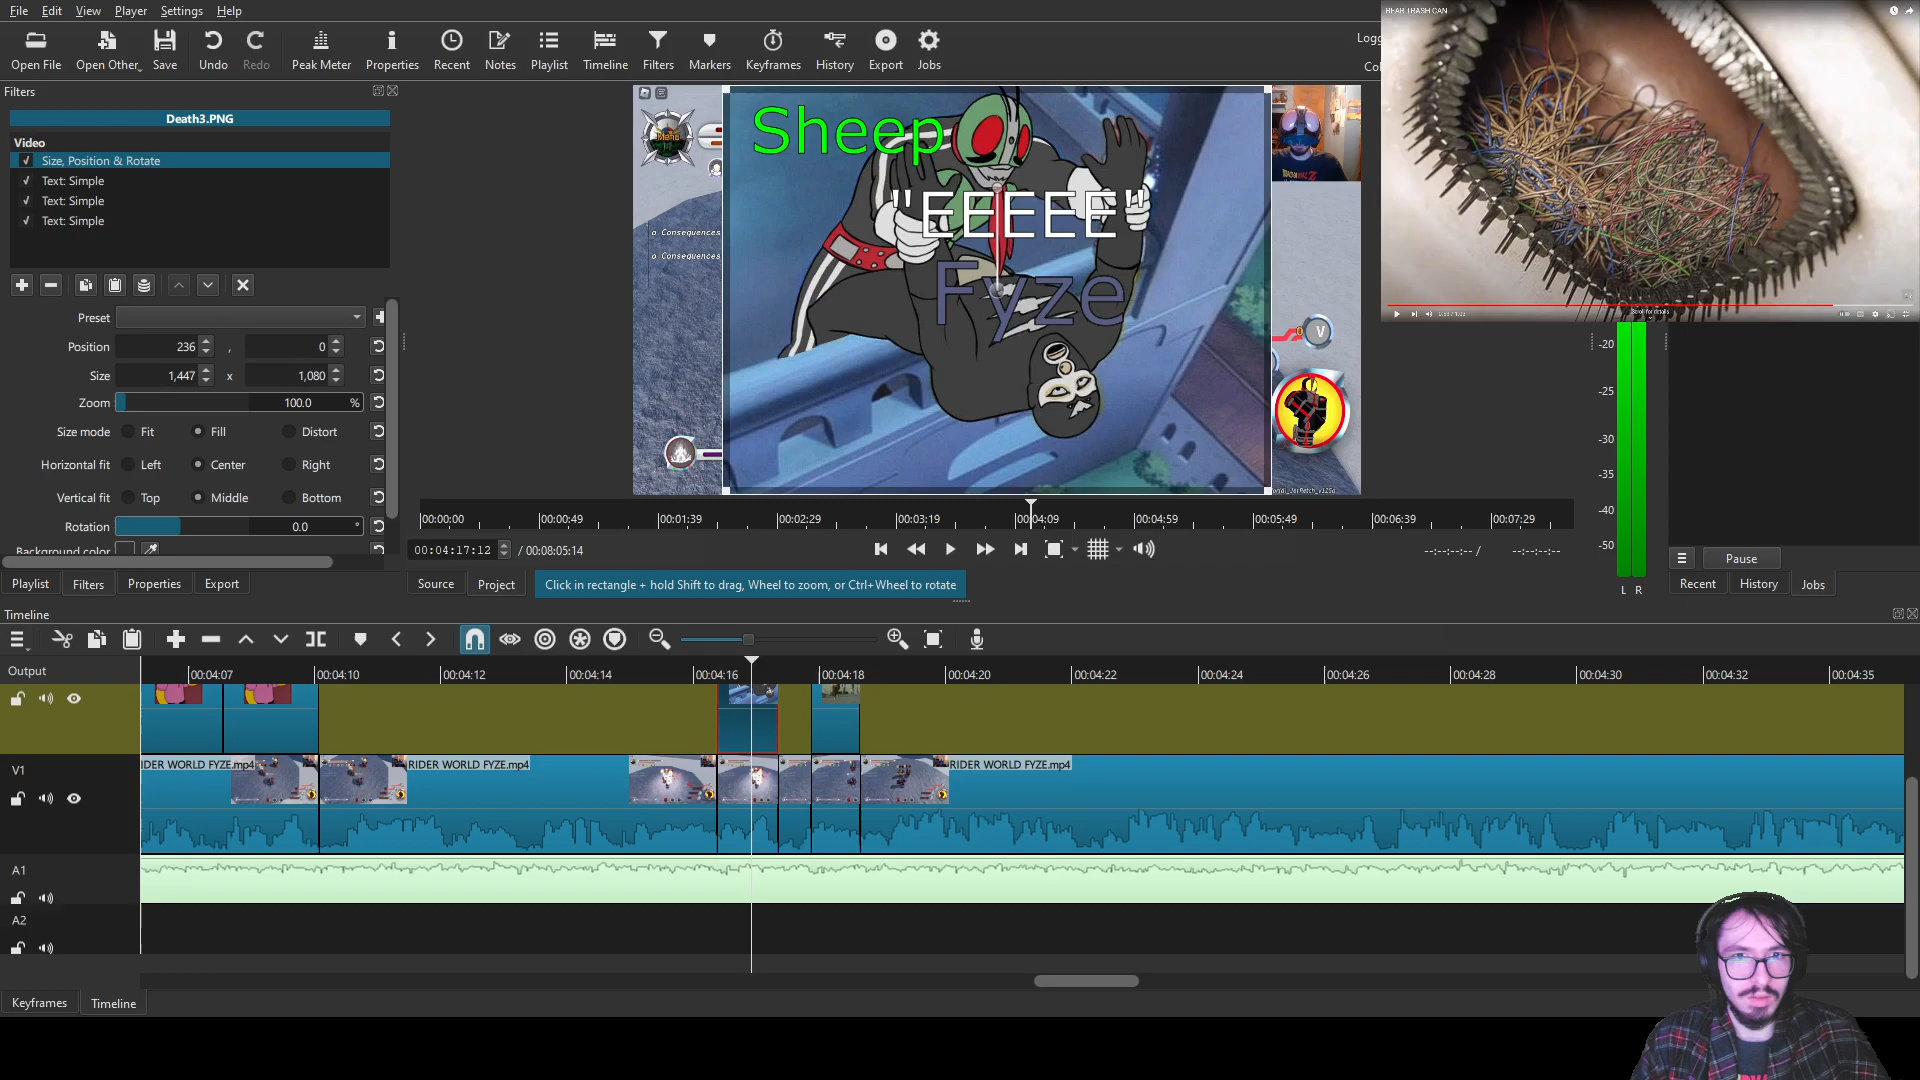 File Edit View Player Settings Help
BEAR TRASH CAN
Open File Open Other Save Undo Redo Peak Meter Properties Recent Notes Playlist Timeline Filters Markers Keyframes History Export Jobs
Filters
Death3.PNG
Video
Size, Position & Rotate
Text: Simple
Text: Simple
Text: Simple
Preset
Position 236 , 0
Size 1,447 x 1,080
Zoom 100.0 %
Size mode Fit Fill Distort
Horizontal fit Left Center Right
Vertical fit Top Middle Bottom
Rotation 0.0 °
Background color
Playlist Filters Properties Export
Sheep
"EEEEE"
Fyze
o Consequences
o Consequences
V
00:00:00 00:00:49 00:01:39 00:02:29 00:03:19 00:04:09 00:04:59 00:05:49 00:06:39 00:07:29
00:04:17:12 / 00:08:05:14 --:--:--:-- / --:--:--:--
Source Project Click in rectangle + hold Shift to drag, Wheel to zoom, or Ctrl+Wheel to rotate
Scroll for details
-20
-25
-30
-35
-40
-45
-50
L R
Pause
Recent History Jobs
Timeline
Output 00:04:07 00:04:10 00:04:12 00:04:14 00:04:16 00:04:18 00:04:20 00:04:22 00:04:24 00:04:26 00:04:28 00:04:30 00:04:32 00:04:35
V1 IDER WORLD FYZE.mp4 RIDER WORLD FYZE.mp4 RIDER WORLD FYZE.mp4
A1
A2
Keyframes Timeline